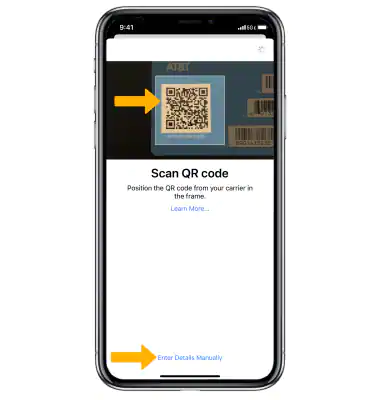 9:41
5G
AT&T
Scan QR code
Position the QR code from your carrier in
the frame.
Learn More...
Enter Details Manually